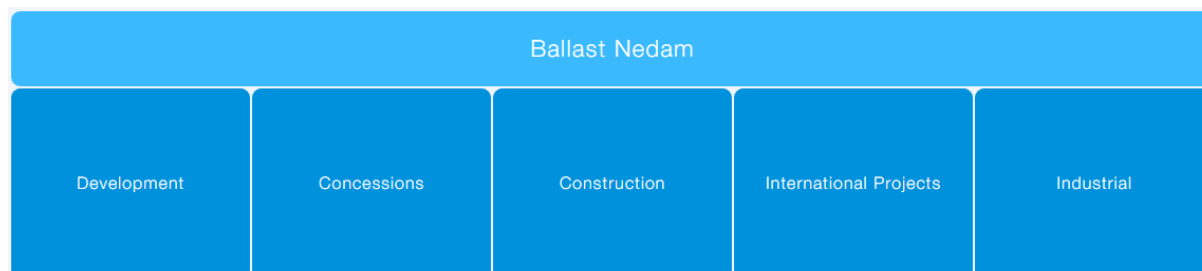 Ballast Nedam
Development
Concessions
Construction
International Projects
Industrial